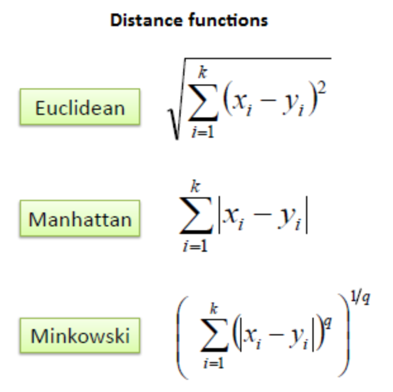 Distance functions
Euclidean
√(∑_{i=1}^{k} (x_i − y_i)^2)
Manhattan
∑_{i=1}^{k} |x_i − y_i|
Minkowski
(∑_{i=1}^{k} (|x_i − y_i|)^q)^{1/q}